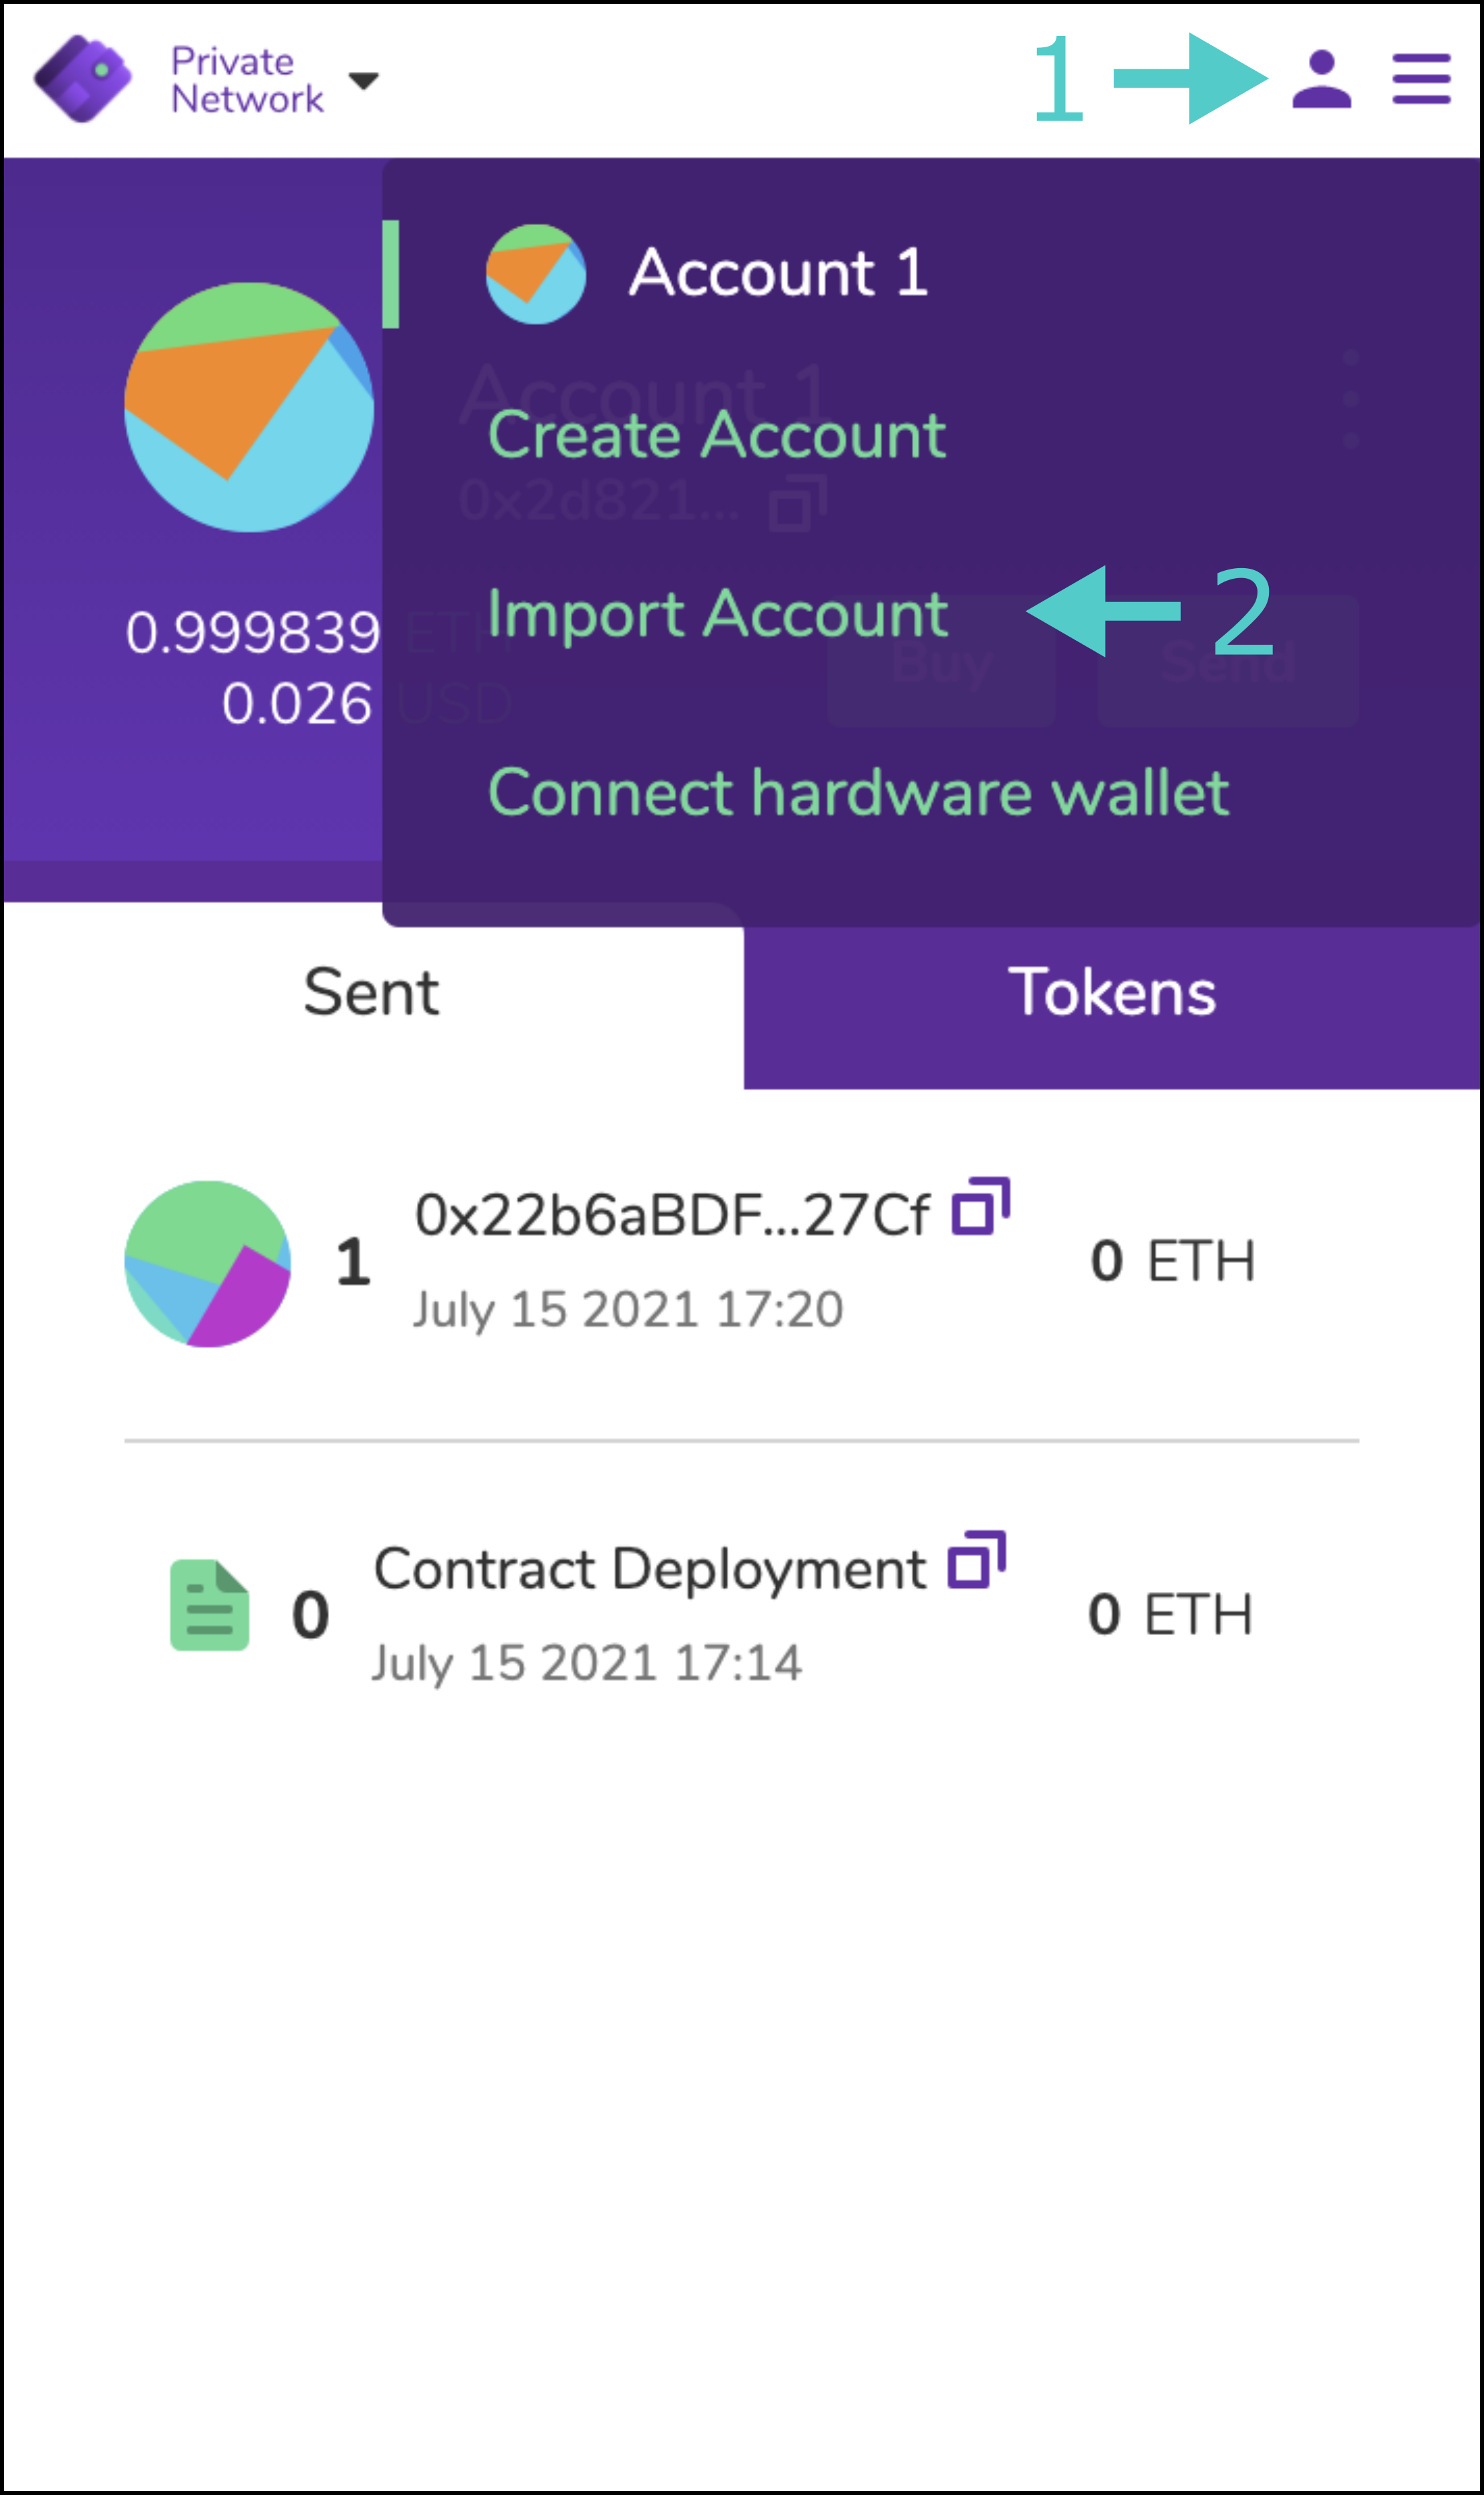 Private
Network
1
Account 1
Account 1
Create Account
0x2d821...
0.999839 ETH
Import Account
2
Buy
Send
0.026 USD
Connect hardware wallet
Sent
Tokens
0x22b6aBDF...27Cf
1
0 ETH
July 15 2021 17:20
Contract Deployment
0
0 ETH
July 15 2021 17:14